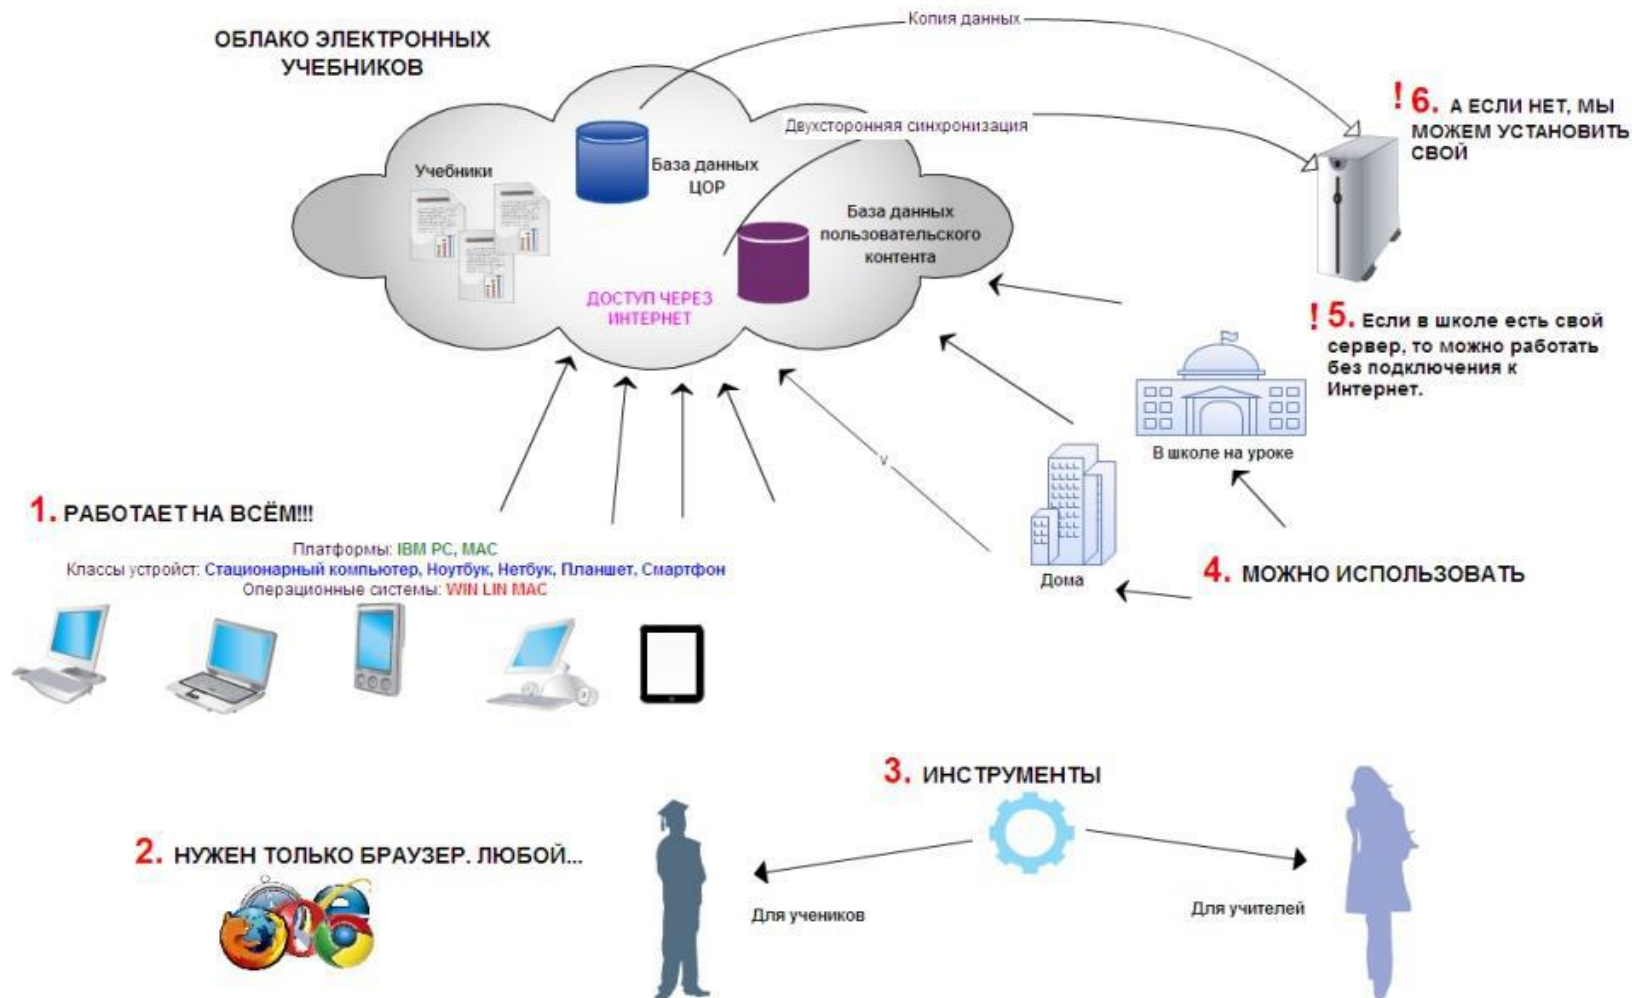 ОБЛАКО ЭЛЕКТРОННЫХ
УЧЕБНИКОВ
Копия данных
Двухсторонняя синхронизация
Учебники
База данных
ЦОР
База данных
пользовательского
контента
ДОСТУП ЧЕРЕЗ
ИНТЕРНЕТ
! 6. А ЕСЛИ НЕТ, МЫ
МОЖЕМ УСТАНОВИТЬ
СВОЙ
! 5. Если в школе есть свой
сервер, то можно работать
без подключения к
Интернет.
В школе на уроке
V
Дома
4. МОЖНО ИСПОЛЬЗОВАТЬ
1. РАБОТАЕТ НА ВСЁМ!!!
Платформы: IBM PC, MAC
Классы устройст: Стационарный компьютер, Ноутбук, Нетбук, Планшет, Смартфон
Операционные системы: WIN LIN MAC
3. ИНСТРУМЕНТЫ
2. НУЖЕН ТОЛЬКО БРАУЗЕР. ЛЮБОЙ...
Для учеников
Для учителей